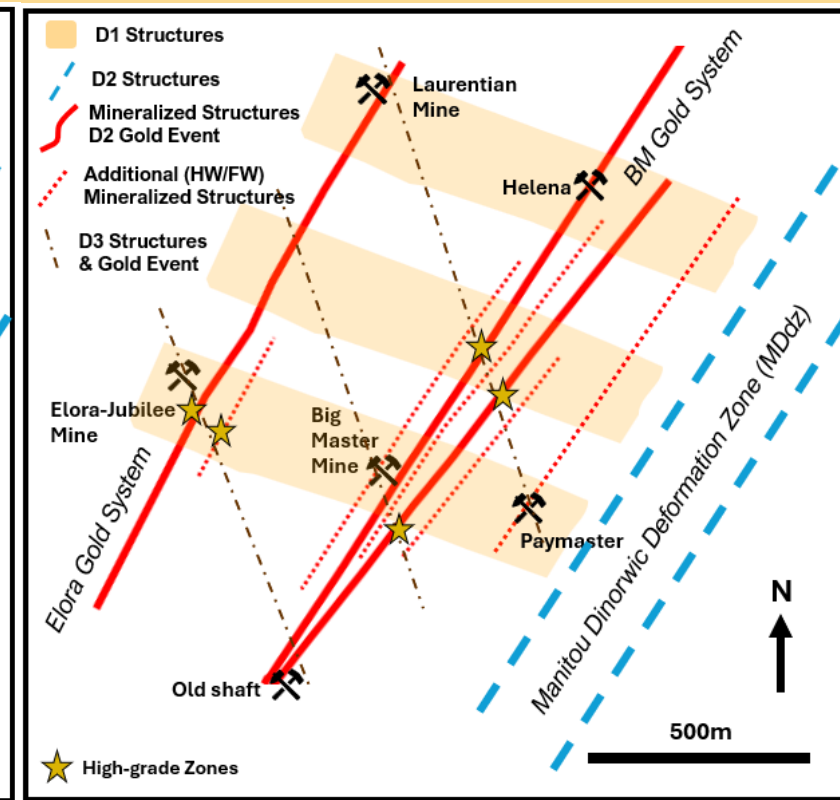 D1 Structures
D2 Structures
Mineralized Structures
D2 Gold Event
Additional (HW/FW)
Mineralized Structures
D3 Structures
& Gold Event
Laurentian
Mine
BM Gold System
Helena
Elora-Jubilee
Mine
Big
Master
Mine
Elora Gold System
Paymaster
Manitou Dinorwic Deformation Zone (MDdz)
N
Old shaft
500m
High-grade Zones